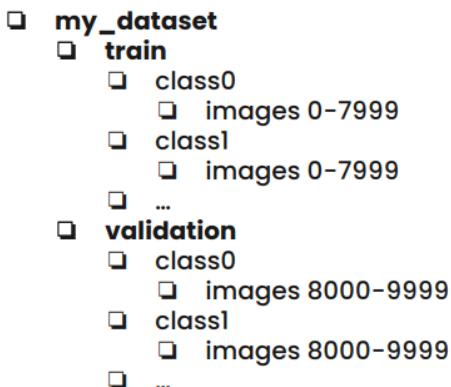 my_dataset
train
class0
images 0-7999
class1
images 0-7999
...
validation
class0
images 8000-9999
class1
images 8000-9999
...